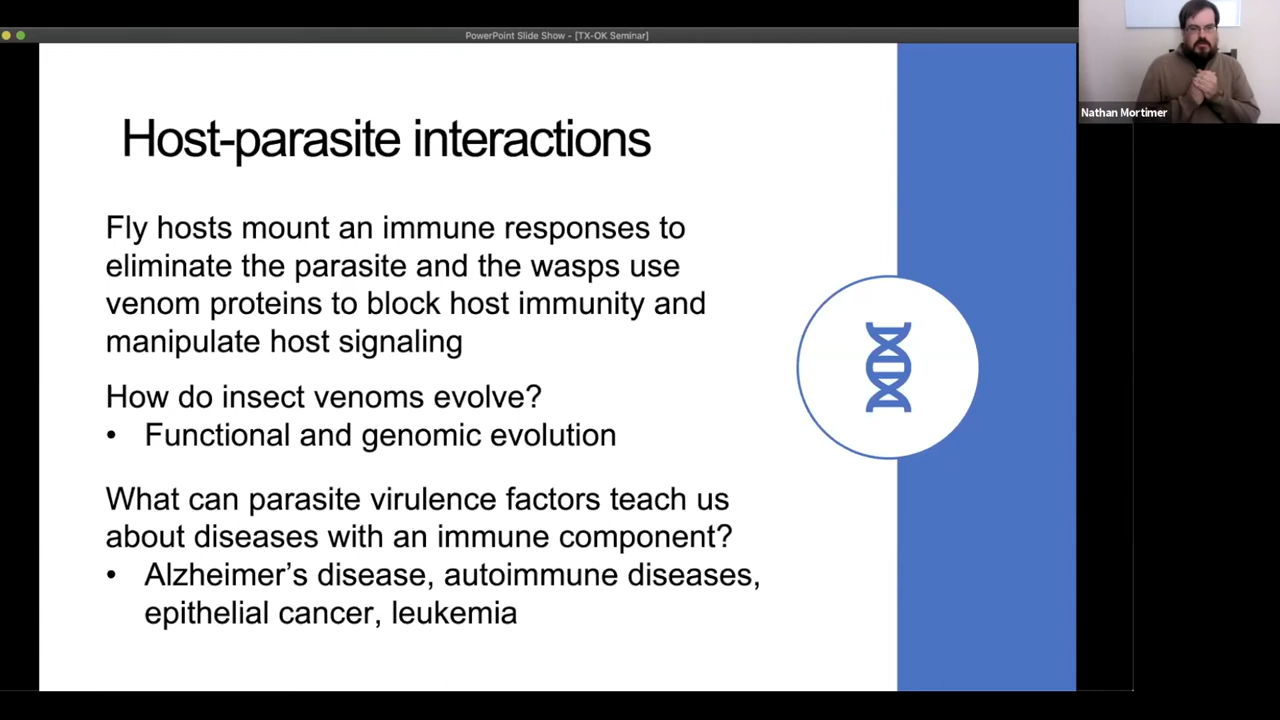 PowerPoint Slide Show - [TX-OK Seminar]
Nathan Mortimer
Host-parasite interactions
Fly hosts mount an immune responses to
eliminate the parasite and the wasps use
venom proteins to block host immunity and
manipulate host signaling
How do insect venoms evolve?
• Functional and genomic evolution
What can parasite virulence factors teach us
about diseases with an immune component?
• Alzheimer's disease, autoimmune diseases,
epithelial cancer, leukemia